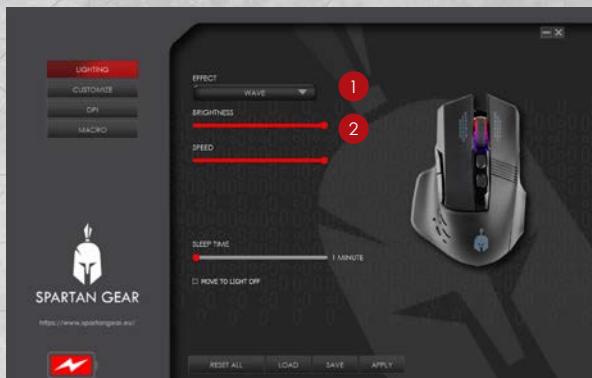 LIGHTING
CUSTOMIZE
DPI
MACRO
EFFECT
WAVE
1
BRIGHTNESS
2
SPEED
SLEEP TIME
1 MINUTE
MOVE TO LIGHT OFF
SPARTAN GEAR
https://www.spartangear.eu/
RESET ALL
LOAD
SAVE
APPLY